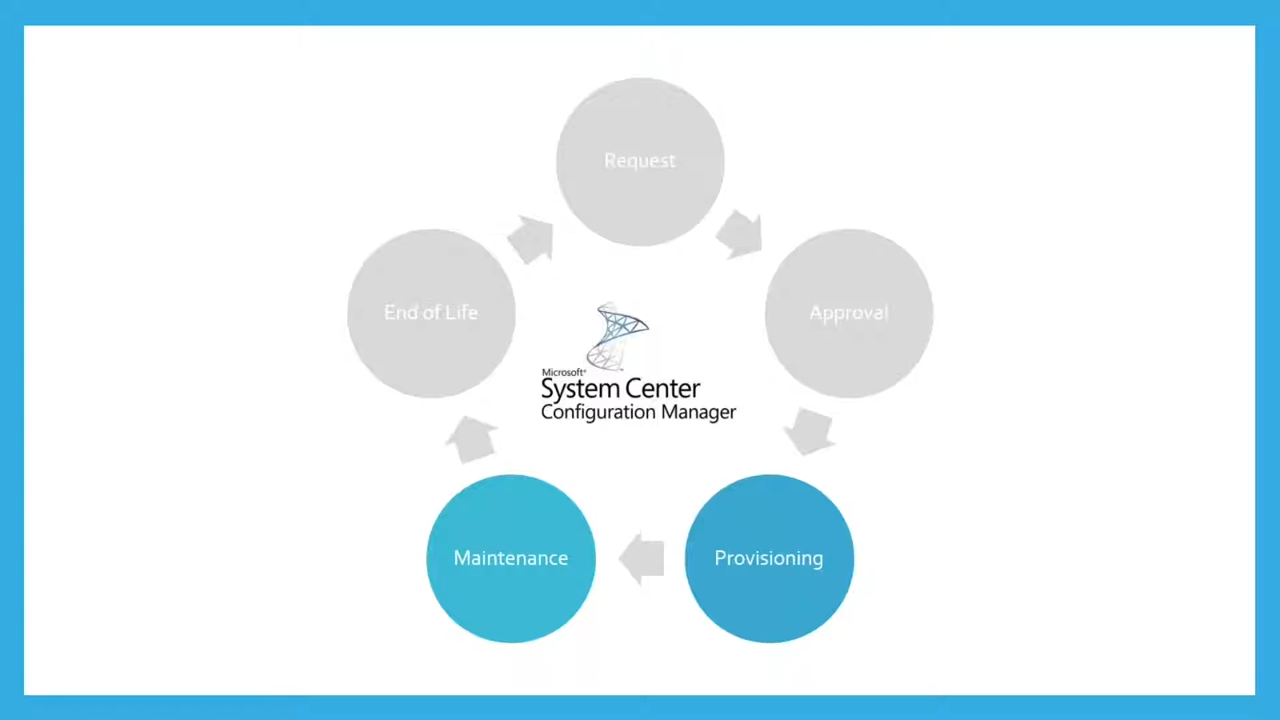 Request
End of Life
Approval
Microsoft®
System Center
Configuration Manager
Maintenance
Provisioning